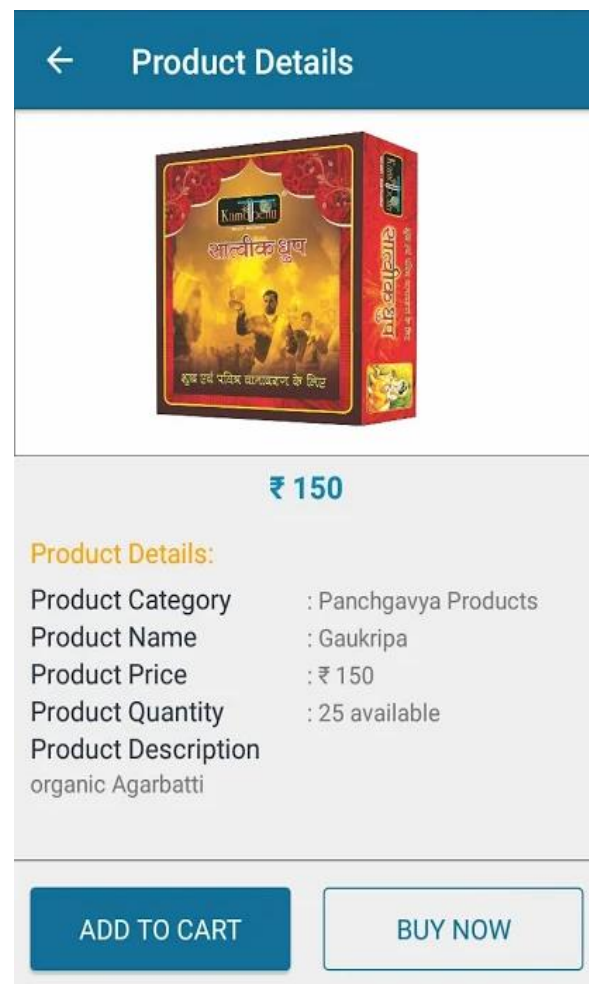 Product Details
सात्वीक धुप
शुद्ध एवं पवित्र वातावरण के लिए
सात्वीक धुप
₹ 150
Product Details:
Product Category : Panchgavya Products
Product Name : Gaukripa
Product Price : ₹ 150
Product Quantity : 25 available
Product Description
organic Agarbatti
ADD TO CART BUY NOW